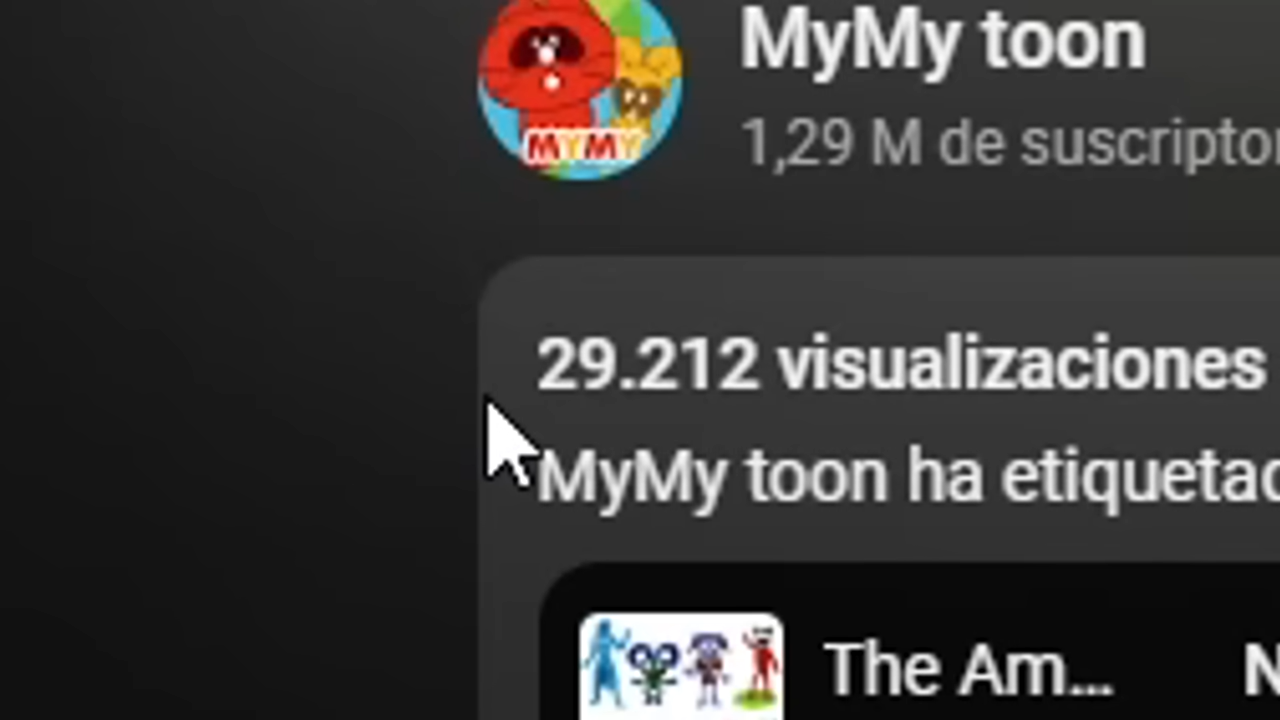 MyMy toon
MYMY
1,29 M de suscriptor
29.212 visualizaciones
MyMy toon ha etiquetad
The Am...
N